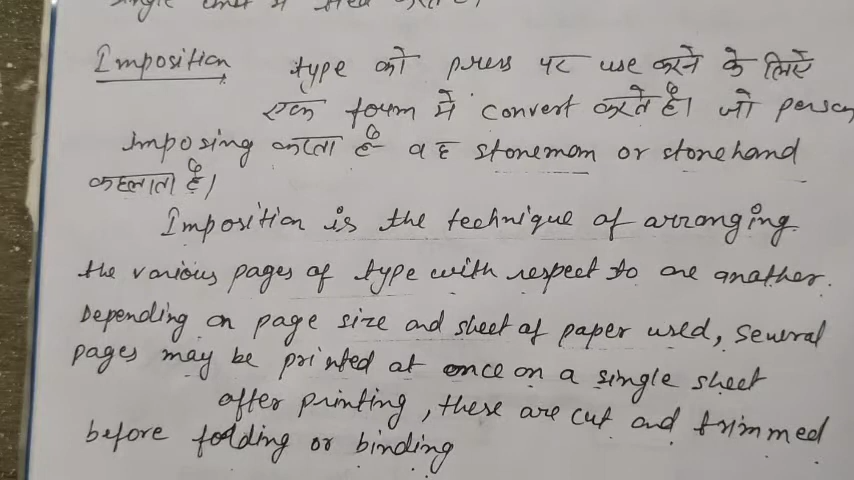 Imposition type को press पर use करने के लिऐ
एक form में convert करते है। जो person
imposing करता है वह stoneman or stonehand
कहलाता है।
Imposition is the technique of arranging
the various pages of type with respect to one another.
Depending on page size and sheet of paper used, several
pages may be printed at once on a single sheet
after printing, these are cut and trimmed
before folding or binding